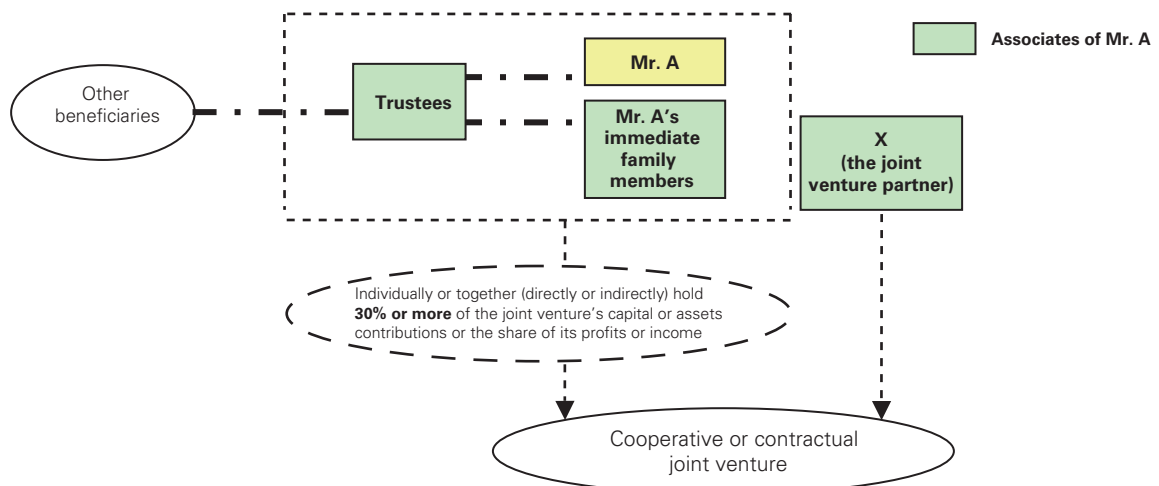 Other
beneficiaries
Trustees
Mr. A
Mr. A's
immediate
family
members
Associates of Mr. A
X
(the joint
venture partner)
Individually or together (directly or indirectly) hold
30% or more of the joint venture's capital or assets
contributions or the share of its profits or income
Cooperative or contractual
joint venture